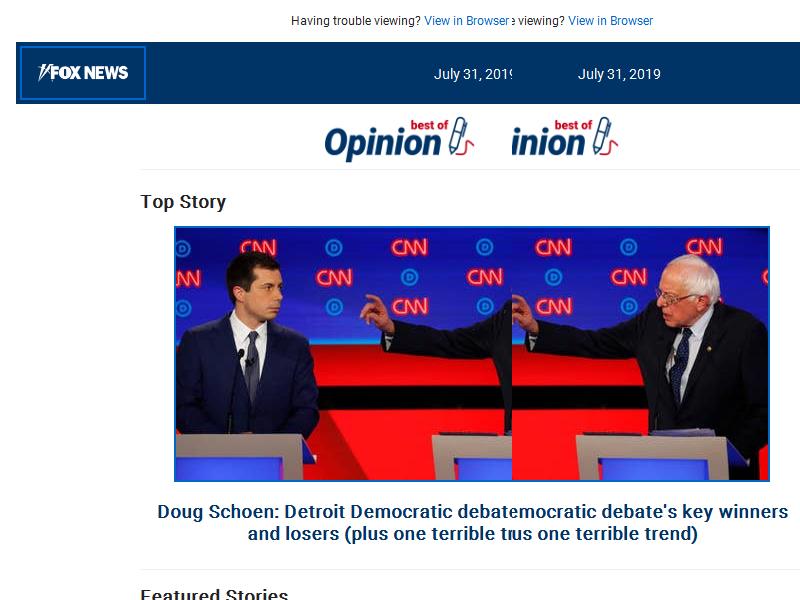 Having trouble viewing? View in Browser e viewing? View in Browser
FOX NEWS July 31, 2019 July 31, 2019
best of best of
Opinion inion
Top Story
CNN CNN CNN CNN
NN CNN CNN CNN
CNN CNN
Doug Schoen: Detroit Democratic debatemocratic debate's key winners
and losers (plus one terrible trus one terrible trend)
Featured Stories